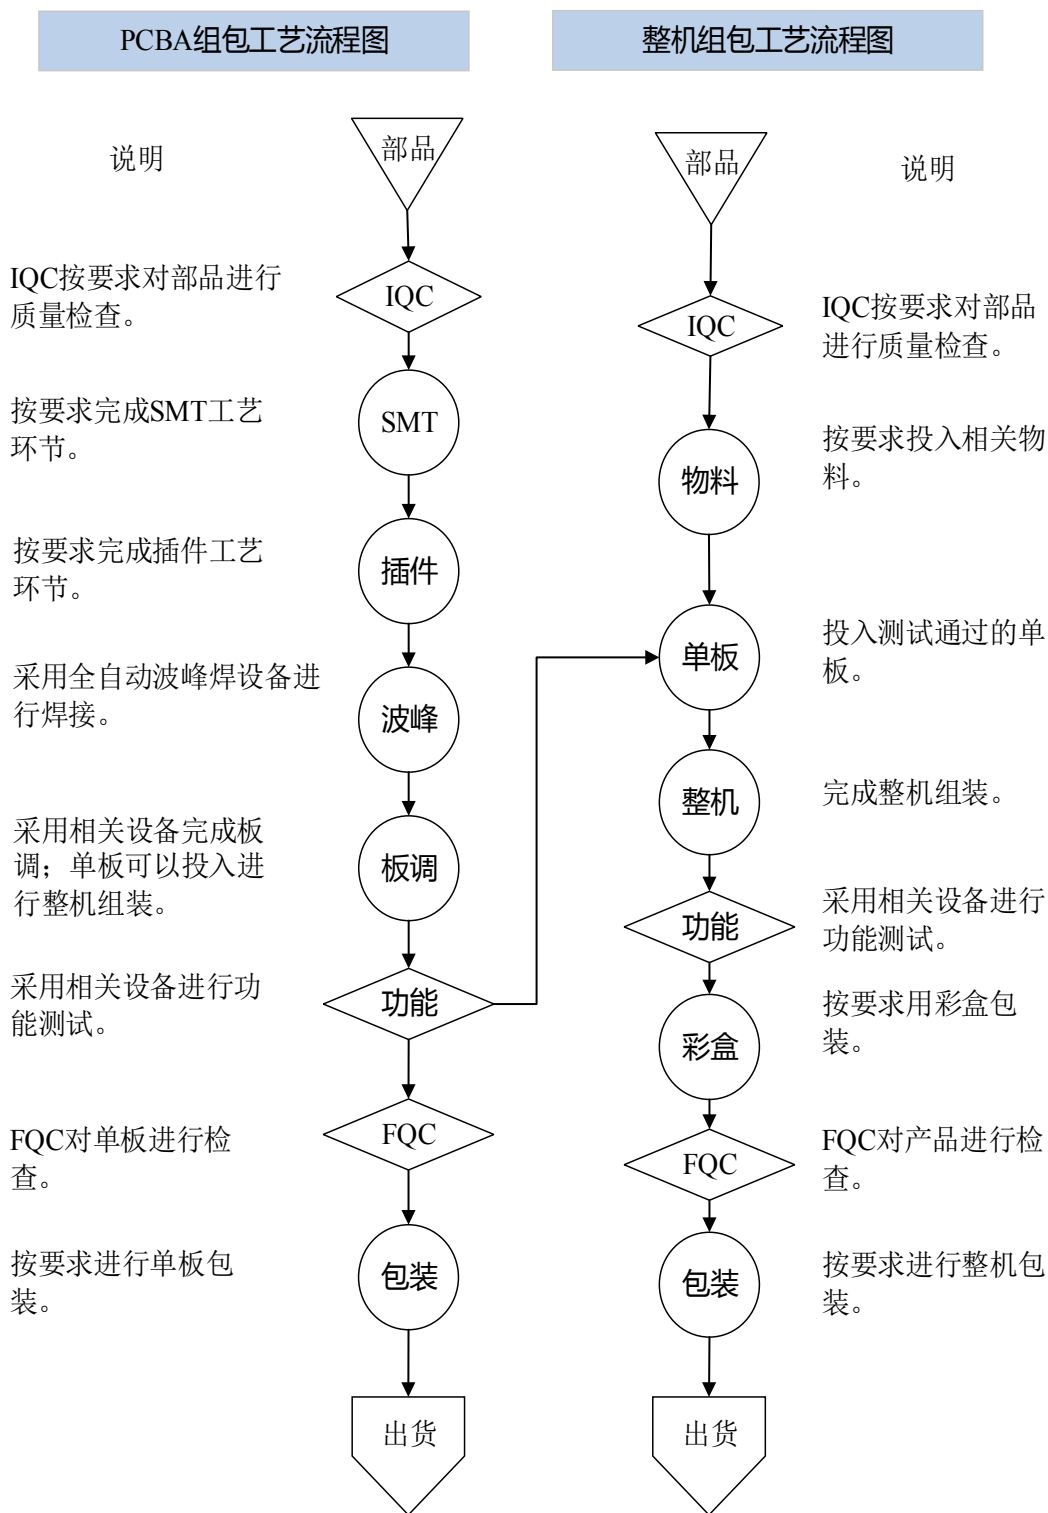 PCBA组包工艺流程图
整机组包工艺流程图
说明
部品
部品
说明
IQC按要求对部品进行
质量检查。
IQC
IQC
IQC按要求对部品
进行质量检查。
按要求完成SMT工艺
环节。
SMT
物料
按要求投入相关物
料。
按要求完成插件工艺
环节。
插件
单板
投入测试通过的单
板。
采用全自动波峰焊设备进
行焊接。
波峰
整机
完成整机组装。
采用相关设备完成板
调；单板可以投入进
行整机组装。
板调
功能
采用相关设备进行
功能测试。
采用相关设备进行功
能测试。
功能
彩盒
按要求用彩盒包
装。
FQC对单板进行检
查。
FQC
FQC
FQC对产品进行检
查。
按要求进行单板包
装。
包装
包装
按要求进行整机包
装。
出货
出货